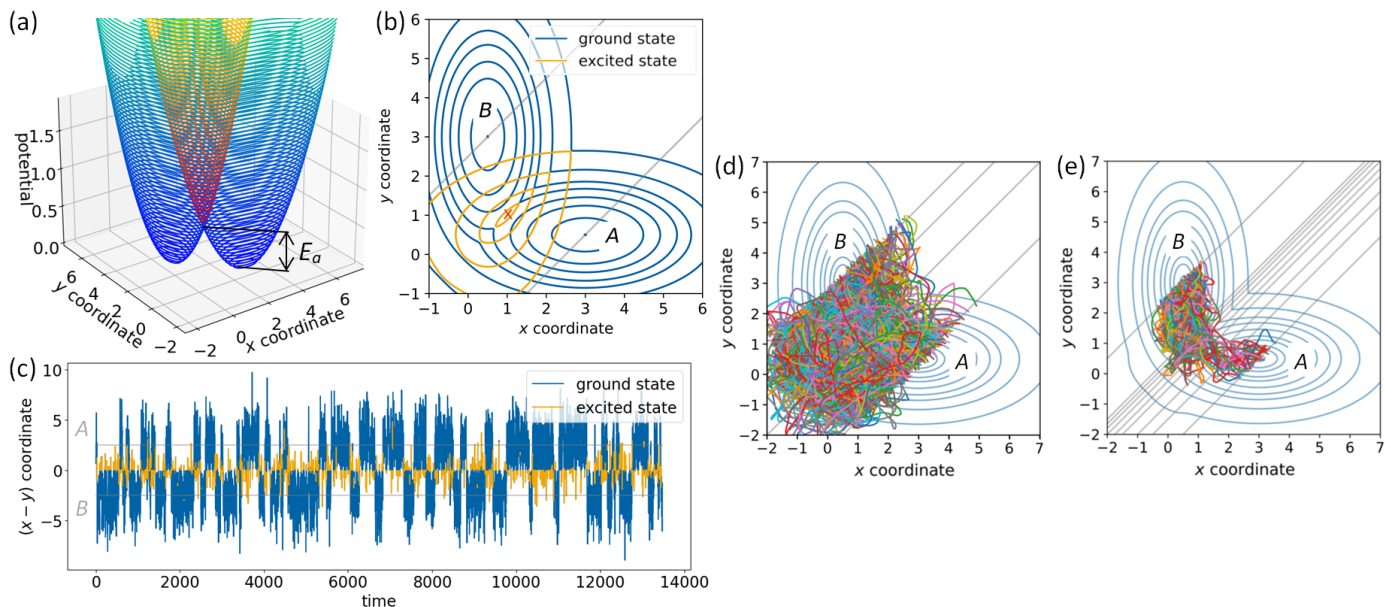 (a)
potential
1.5
1.0
0.5
0.0
E_a
y coordinate
6
4
2
0
−2
x coordinate
−2
0
2
4
6
(b)
6
5
4
3
2
1
0
−1
y coordinate
ground state
excited state
B
X
A
−1 0 1 2 3 4 5 6
x coordinate
(c)
10
5
0
−5
(x − y) coordinate
A
B
ground state
excited state
0 2000 4000 6000 8000 10000 12000 14000
time
(d)
7
6
5
4
3
2
1
0
−1
−2
y coordinate
B
A
−2 −1 0 1 2 3 4 5 6 7
x coordinate
(e)
7
6
5
4
3
2
1
0
−1
−2
y coordinate
B
A
−2 −1 0 1 2 3 4 5 6 7
x coordinate